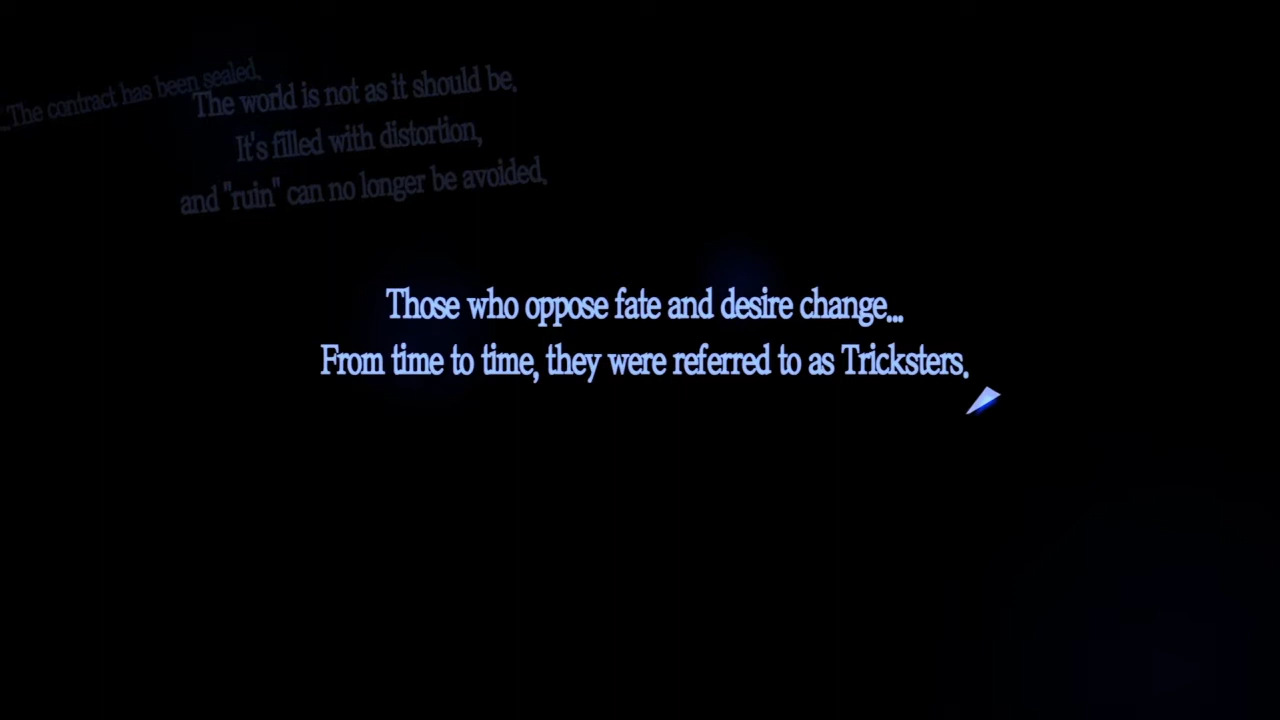 ...The contract has been sealed.
The world is not as it should be.
It's filled with distortion,
and "ruin" can no longer be avoided.
Those who oppose fate and desire change...
From time to time, they were referred to as Tricksters.